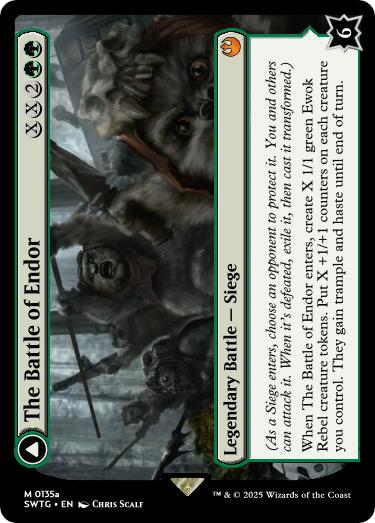 The Battle of Endor
XX2
Legendary Battle — Siege
(As a Siege enters, choose an opponent to protect it. You and others
can attack it. When it's defeated, exile it, then cast it transformed.)
When The Battle of Endor enters, create X 1/1 green Ewok
Rebel creature tokens. Put X +1/+1 counters on each creature
you control. They gain trample and haste until end of turn.
6
M 0135a
SWTG • EN Chris Scalf
™ & © 2025 Wizards of the Coast